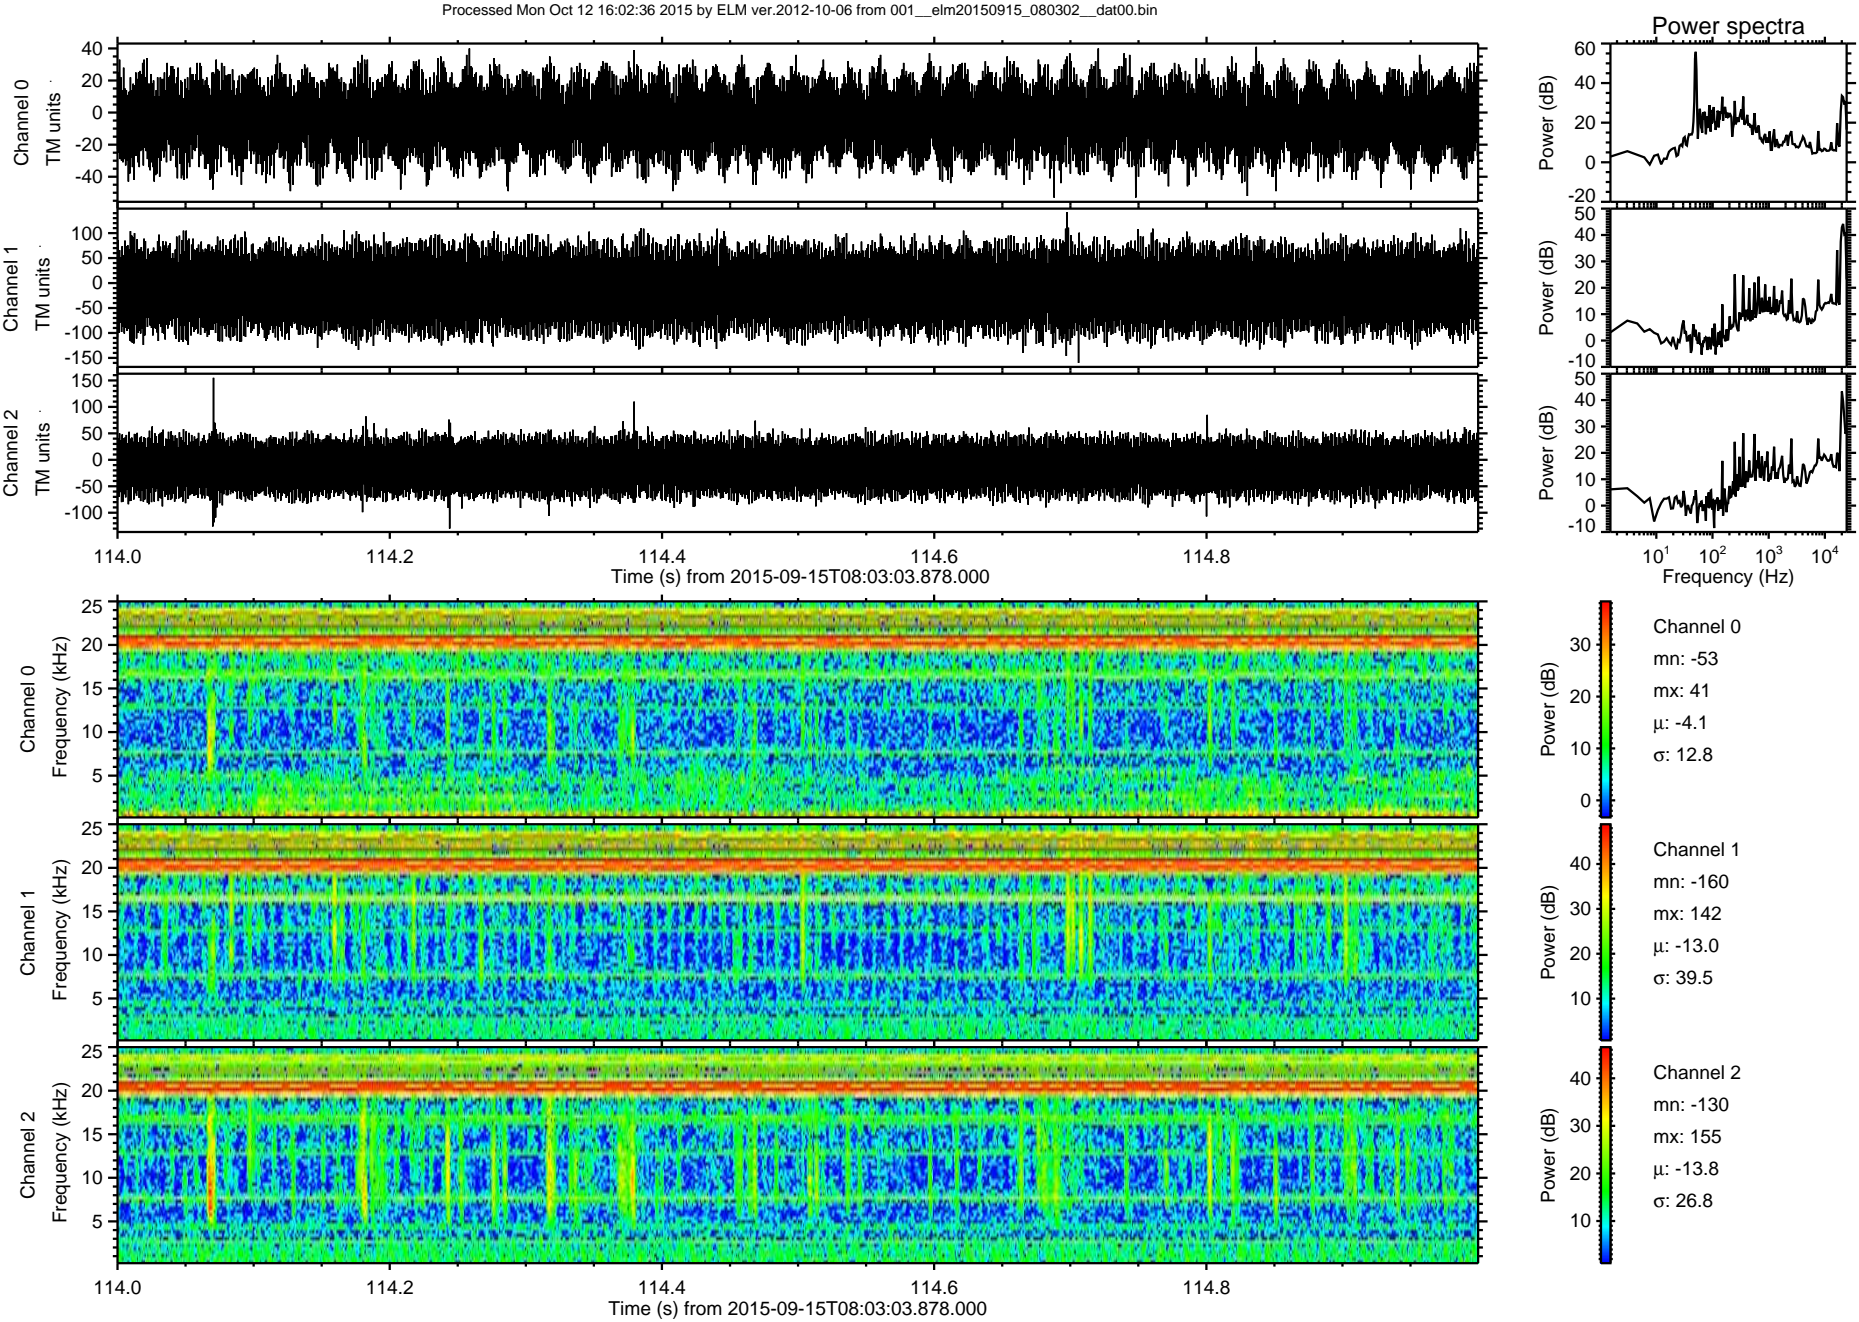 Processed Mon Oct 12 16:02:36 2015 by ELM ver.2012-10-06 from 001__elm20150915_080302__dat00.bin
Power spectra
Channel 0
TM units
40
20
0
-20
-40
Power (dB)
60
40
20
0
-20
Channel 1
TM units
100
50
0
-50
-100
-150
Power (dB)
50
40
30
20
10
0
-10
Channel 2
TM units
150
100
50
0
-50
-100
Power (dB)
50
40
30
20
10
0
-10
114.0 114.2 114.4 114.6 114.8
Time (s) from 2015-09-15T08:03:03.878.000
10^1 10^2 10^3 10^4
Frequency (Hz)
Channel 0
Frequency (kHz)
25
20
15
10
5
Power (dB)
30
20
10
0
Channel 0
mn: -53
mx: 41
μ: -4.1
σ: 12.8
Channel 1
Frequency (kHz)
25
20
15
10
5
Power (dB)
40
30
20
10
Channel 1
mn: -160
mx: 142
μ: -13.0
σ: 39.5
Channel 2
Frequency (kHz)
25
20
15
10
5
Power (dB)
40
30
20
10
Channel 2
mn: -130
mx: 155
μ: -13.8
σ: 26.8
114.0 114.2 114.4 114.6 114.8
Time (s) from 2015-09-15T08:03:03.878.000